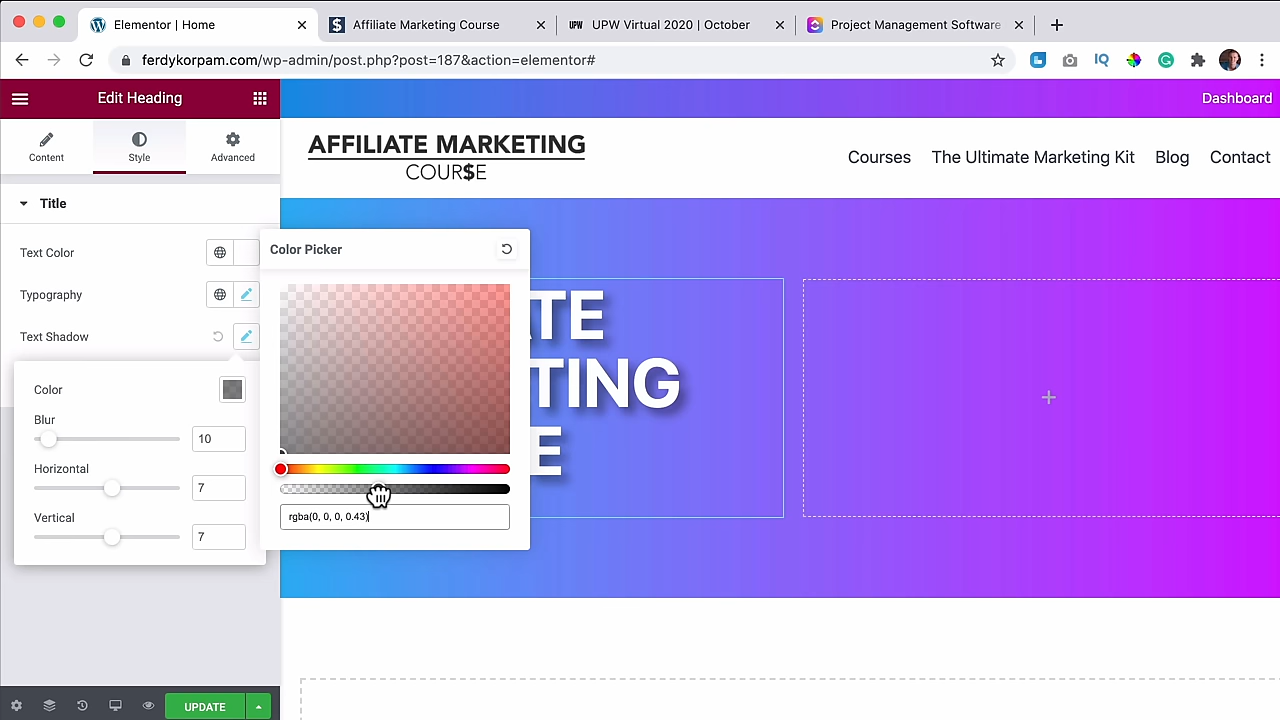 Elementor | Home
Affiliate Marketing Course
UPW Virtual 2020 | October
Project Management Software
ferdykorpam.com/wp-admin/post.php?post=187&action=elementor#
Edit Heading
Dashboard
Content
Style
Advanced
AFFILIATE MARKETING
COUR$E
Courses
The Ultimate Marketing Kit
Blog
Contact
Title
Text Color
Typography
Text Shadow
Color
Blur
10
Horizontal
7
Vertical
7
Color Picker
rgba(0, 0, 0, 0.43)
TE
TING
E
UPDATE